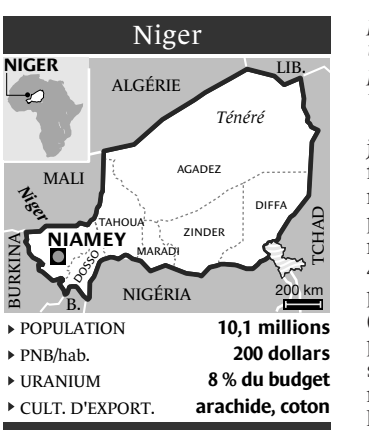 Niger
NIGER
LIB.
ALGÉRIE
Ténéré
MALI
AGADEZ
Niger
DIFFA
TAHOUA
TCHAD
ZINDER
NIAMEY
MARADI
BURKINA
DOSSO
NIGÉRIA
200 km
B.
POPULATION 10,1 millions
PNB/hab. 200 dollars
URANIUM 8 % du budget
CULT. D'EXPORT. arachide, coton